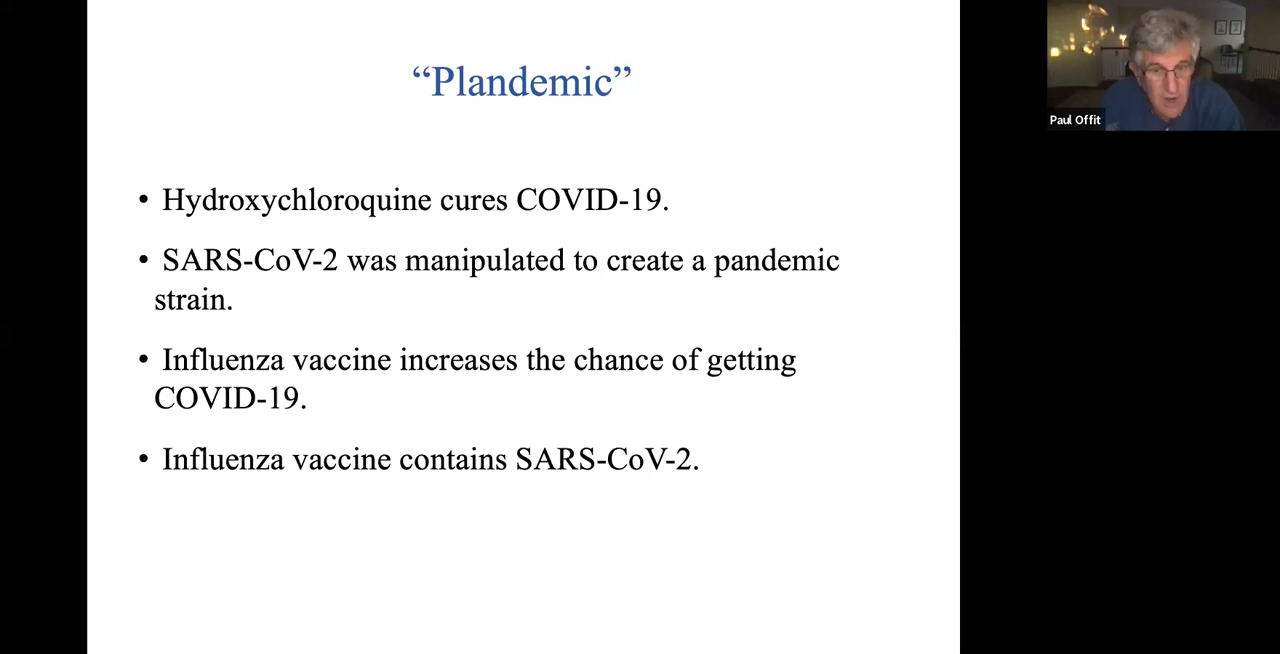 “Plandemic”
• Hydroxychloroquine cures COVID-19.
• SARS-CoV-2 was manipulated to create a pandemic
strain.
• Influenza vaccine increases the chance of getting
COVID-19.
• Influenza vaccine contains SARS-CoV-2.
Paul Offit